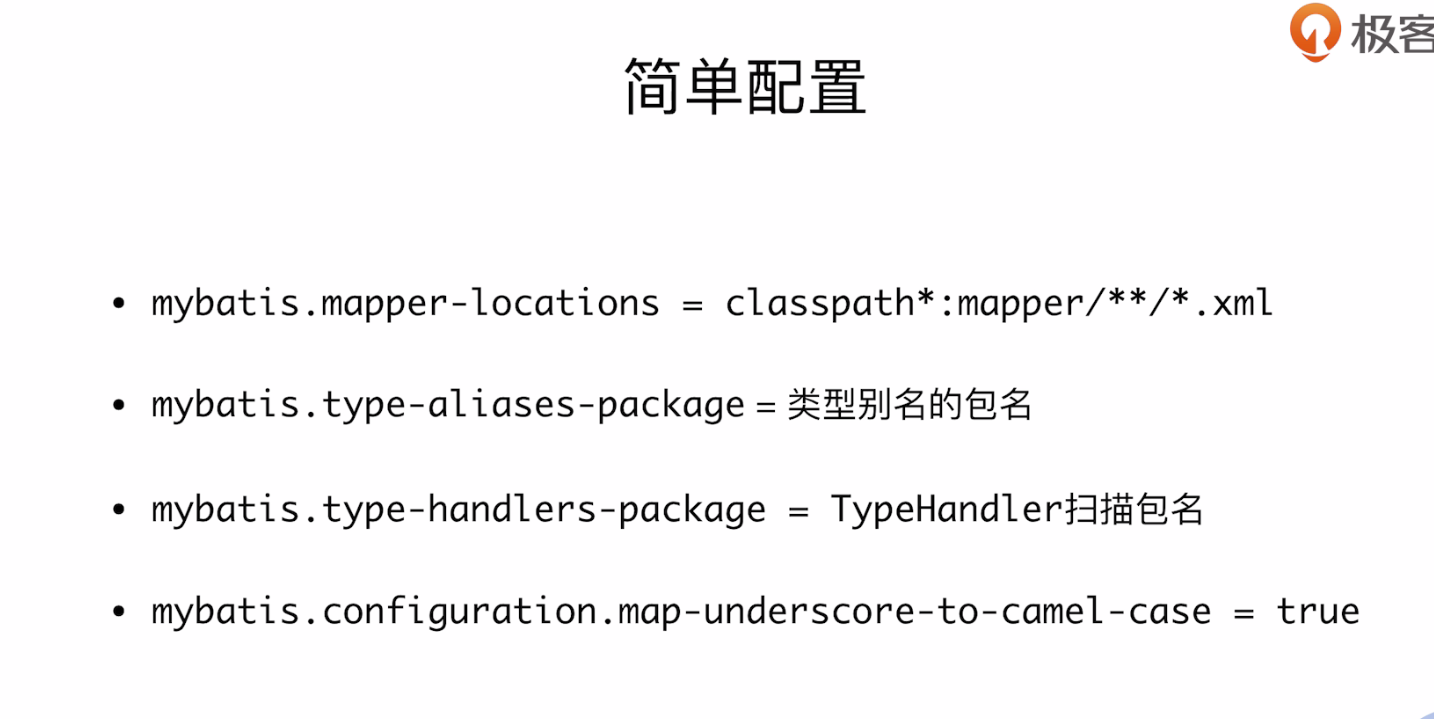 极客
简单配置
• mybatis.mapper-locations = classpath*:mapper/**/*.xml
• mybatis.type-aliases-package = 类型别名的包名
• mybatis.type-handlers-package = TypeHandler扫描包名
• mybatis.configuration.map-underscore-to-camel-case = true